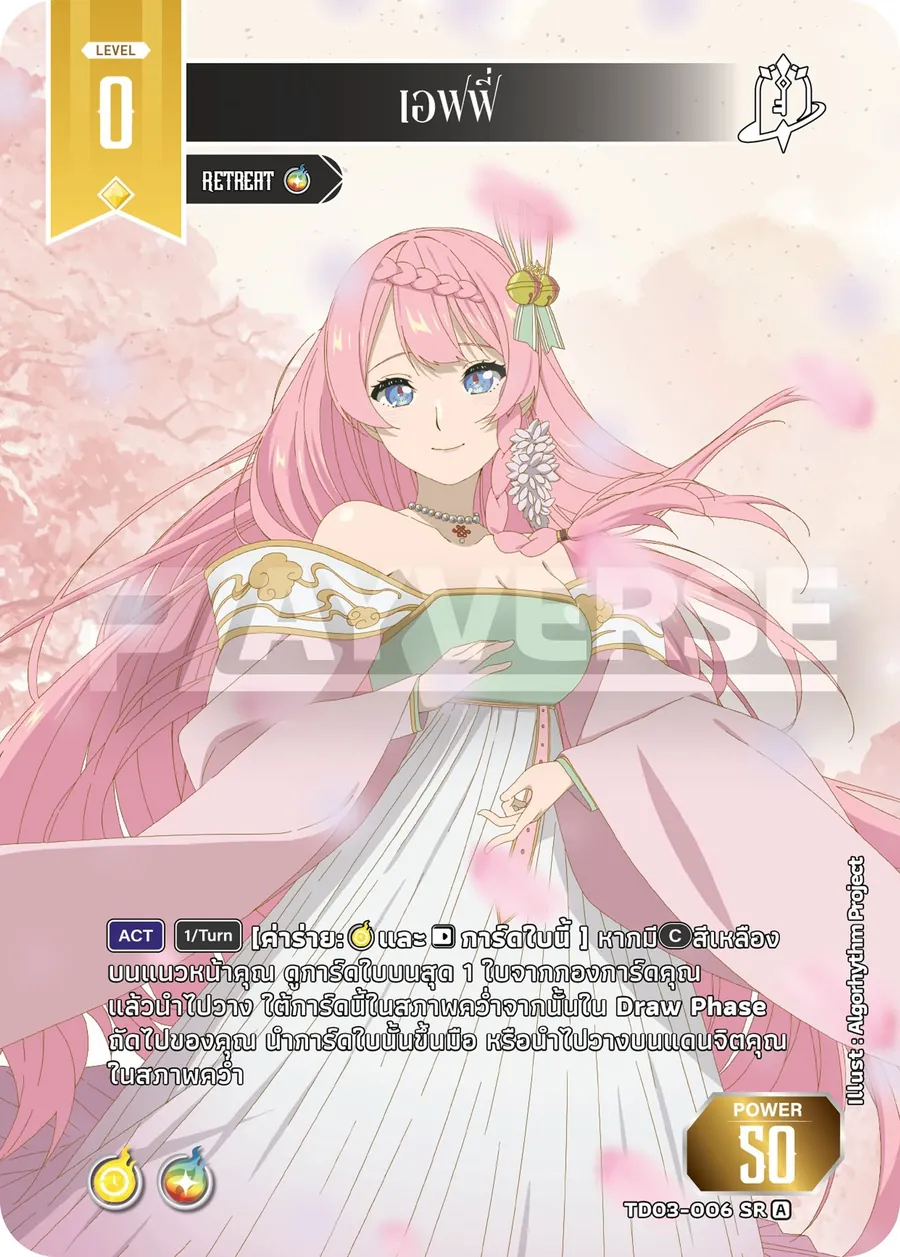 LEVEL
0
เอฟฟี่
RETREAT
PLAYVERSE
ACT 1/Turn [ค่าร่าย: และ การ์ดใบนี้ ] หากมี C สีเหลือง
บนแนวหน้าคุณ ดูการ์ดใบบนสุด 1 ใบจากกองการ์ดคุณ
แล้วนำไปวาง ใต้การ์ดนี้ในสภาพคว่ำจากนั้นใน Draw Phase
ถัดไปของคุณ นำการ์ดใบนั้นขึ้นมือ หรือนำไปวางบนแดนจิตคุณ
ในสภาพคว่ำ
Illust : Algorhythm Project
POWER
50
TD03-006 SR A